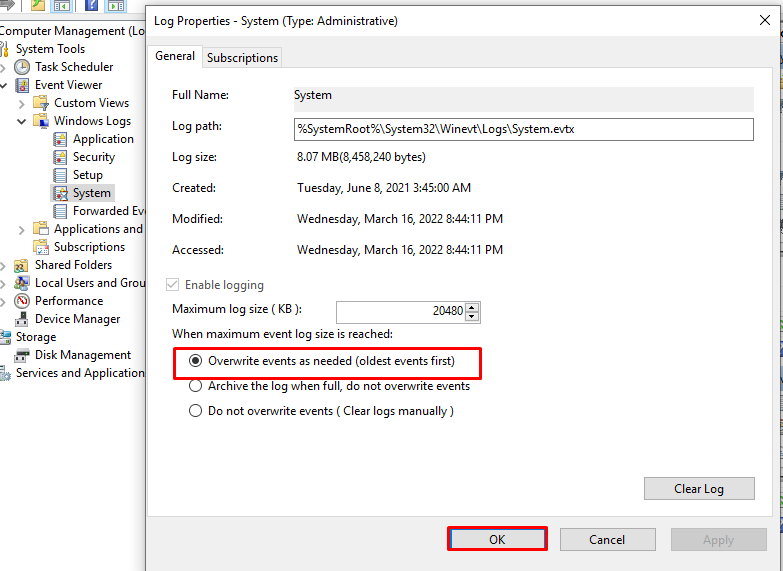 Computer Management (Lo
System Tools
Task Scheduler
Event Viewer
Custom Views
Windows Logs
Application
Security
Setup
System
Forwarded Eve
Applications and
Subscriptions
Shared Folders
Local Users and Grou
Performance
Device Manager
Storage
Disk Management
Services and Application
Log Properties - System (Type: Administrative)
General
Subscriptions
Full Name: System
Log path: %SystemRoot%\System32\Winevt\Logs\System.evtx
Log size: 8.07 MB(8,458,240 bytes)
Created: Tuesday, June 8, 2021 3:45:00 AM
Modified: Wednesday, March 16, 2022 8:44:11 PM
Accessed: Wednesday, March 16, 2022 8:44:11 PM
Enable logging
Maximum log size ( KB ): 20480
When maximum event log size is reached:
Overwrite events as needed (oldest events first)
Archive the log when full, do not overwrite events
Do not overwrite events ( Clear logs manually )
Clear Log
OK Cancel Apply